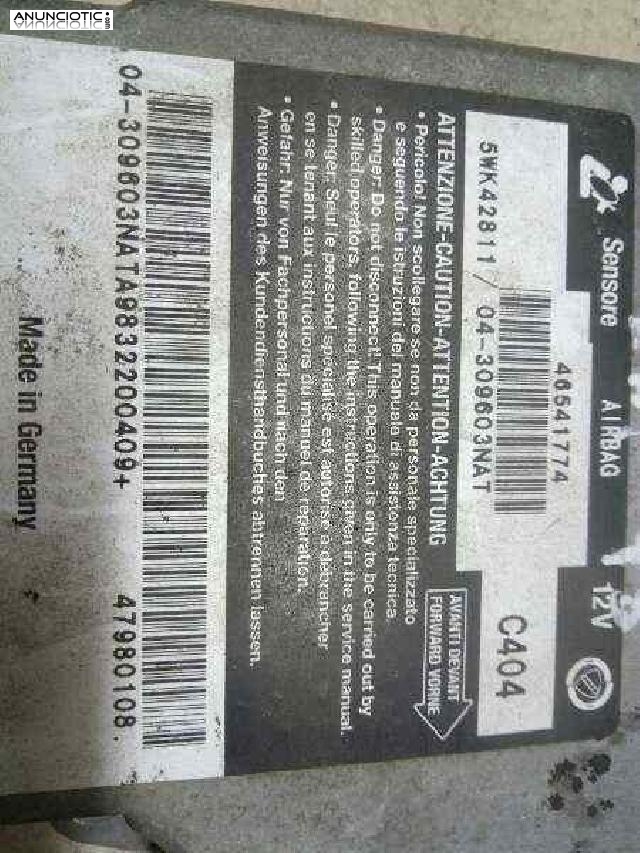 ANUNCIOTIC.com
Sensore AIRBAG 12V
46541774
5WK42811 / 04-309603NAT
C404
ATTENZIONE-CAUTION-ATTENTION-ACHTUNG
AVANTI DEVANT
FORWARD VORNE
• Pericolo! Non scollegare se non da personale specializzato
e seguendo le istruzioni del manuale di assistenza tecnica.
• Danger: Do not disconnect! This operation is only to be carried out by
skilled operators, following the instructions given in the service manual.
• Danger: Seul le personel spécialisé est autorisé a débrancher
en se tenant aux instructions du manuel de reparation.
• Gefahr: Nur von Fachpersonal und nach den
Anweisungen des Kundendiensthandbuches abtrennen lassen.
04-309603NATA9832200409+ 47980108.
Made in Germany